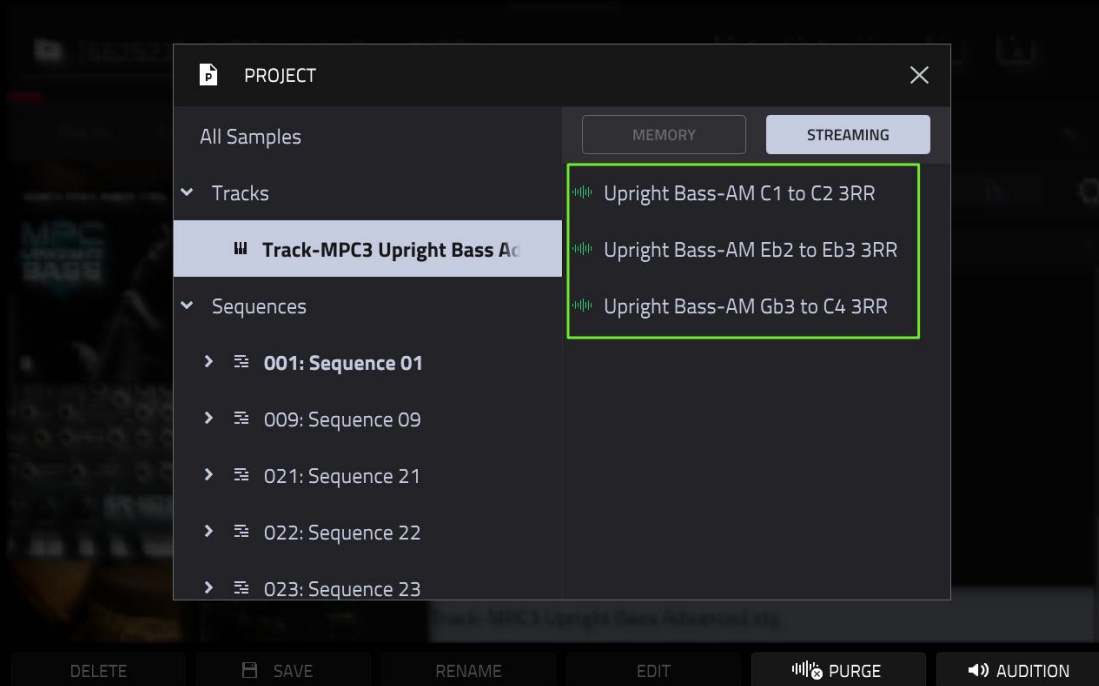 PROJECT
All Samples
MEMORY
STREAMING
Tracks
Upright Bass-AM C1 to C2 3RR
Track-MPC3 Upright Bass Ad
Upright Bass-AM Eb2 to Eb3 3RR
Sequences
Upright Bass-AM Gb3 to C4 3RR
001: Sequence 01
009: Sequence 09
021: Sequence 21
022: Sequence 22
023: Sequence 23
DELETE
SAVE
RENAME
EDIT
PURGE
AUDITION